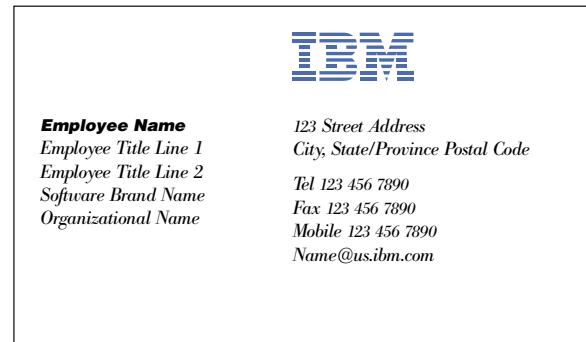 IBM
Employee Name
Employee Title Line 1
Employee Title Line 2
Software Brand Name
Organizational Name
123 Street Address
City, State/Province Postal Code
Tel 123 456 7890
Fax 123 456 7890
Mobile 123 456 7890
Name@us.ibm.com